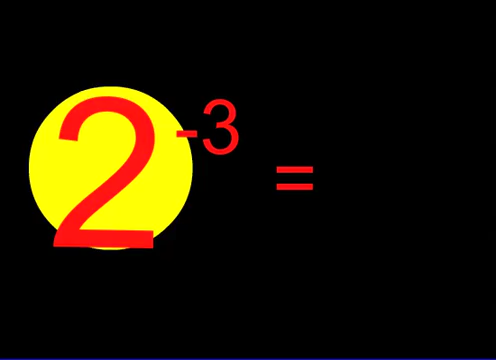 2⁻³ =